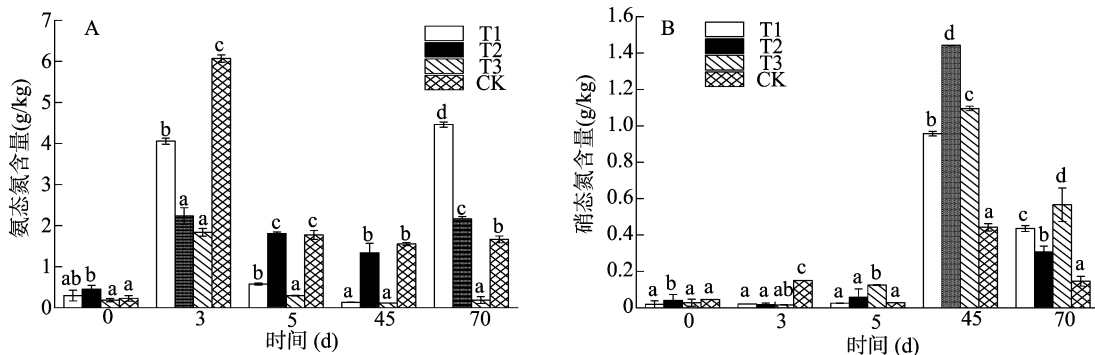 A
T1
T2
T3
CK
氨态氮含量(g/kg)
7
6
5
4
3
2
1
0
ab b a a
b a a c
b c a c
a b a b
d c a b
0 3 5 45 70
时间 (d)
B
T1
T2
T3
CK
硝态氮含量(g/kg)
1.6
1.4
1.2
1.0
0.8
0.6
0.4
0.2
0
a b a a
a a ab c
a a b a
b d c a
c b d a
0 3 5 45 70
时间 (d)